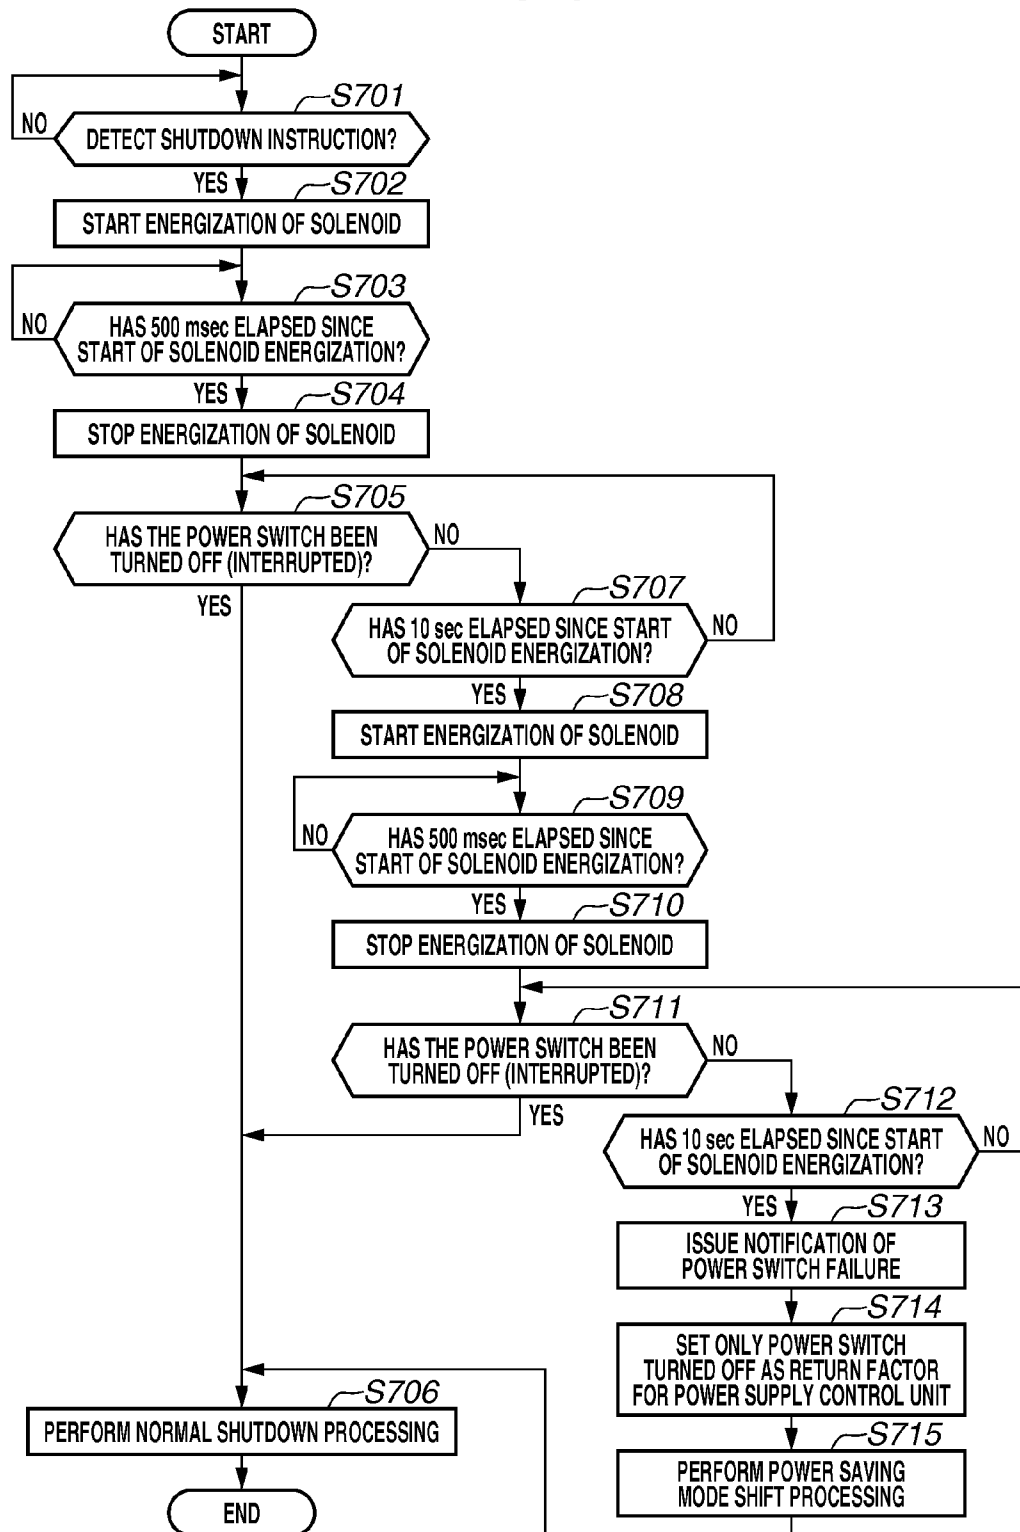 START
S701
NO
DETECT SHUTDOWN INSTRUCTION?
YES
S702
START ENERGIZATION OF SOLENOID
S703
NO
HAS 500 msec ELAPSED SINCE
START OF SOLENOID ENERGIZATION?
YES
S704
STOP ENERGIZATION OF SOLENOID
S705
HAS THE POWER SWITCH BEEN
TURNED OFF (INTERRUPTED)?
NO
YES
S707
HAS 10 sec ELAPSED SINCE START
OF SOLENOID ENERGIZATION?
NO
YES
S708
START ENERGIZATION OF SOLENOID
S709
NO
HAS 500 msec ELAPSED SINCE
START OF SOLENOID ENERGIZATION?
YES
S710
STOP ENERGIZATION OF SOLENOID
S711
HAS THE POWER SWITCH BEEN
TURNED OFF (INTERRUPTED)?
NO
YES
S712
HAS 10 sec ELAPSED SINCE START
OF SOLENOID ENERGIZATION?
NO
YES
S713
ISSUE NOTIFICATION OF
POWER SWITCH FAILURE
S714
SET ONLY POWER SWITCH
TURNED OFF AS RETURN FACTOR
FOR POWER SUPPLY CONTROL UNIT
S706
PERFORM NORMAL SHUTDOWN PROCESSING
S715
PERFORM POWER SAVING
MODE SHIFT PROCESSING
END